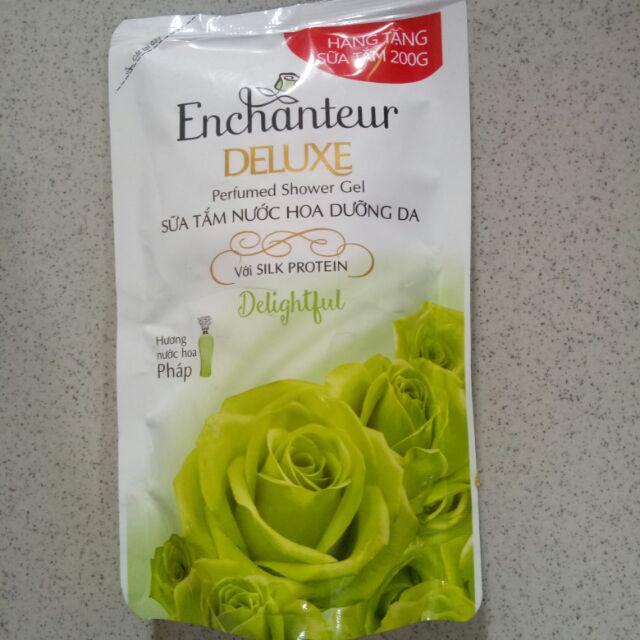 HÀNG TẶNG
SỮA TẮM 200G
Enchanteur
DELUXE
Perfumed Shower Gel
SỮA TẮM NƯỚC HOA DƯỠNG DA
Với SILK PROTEIN
Delightful
Hương
nước hoa
Pháp